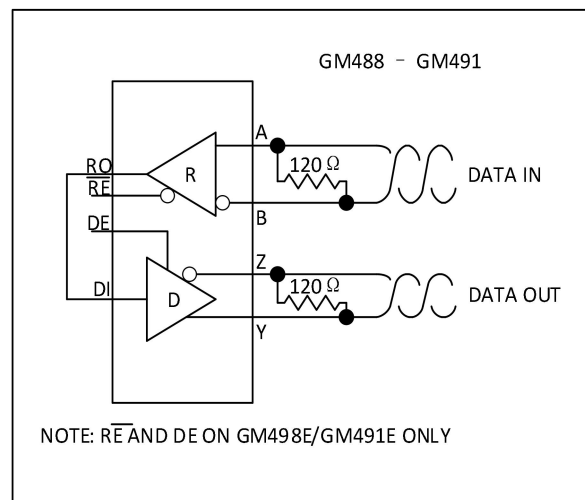 GM488 - GM491
A
120 Ω
RO
R
DATA IN
RE
B
DE
Z
120 Ω
DI
D
DATA OUT
Y
NOTE: RE AND DE ON GM498E/GM491E ONLY